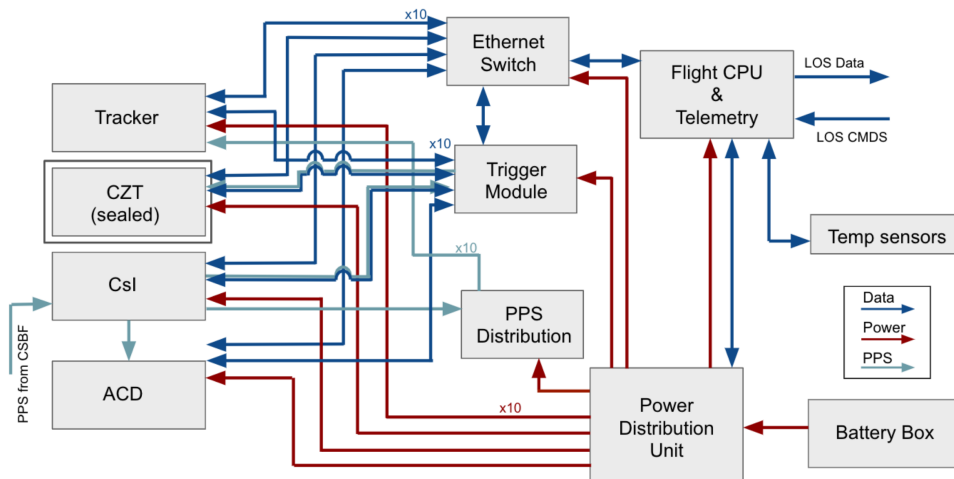 x10
Ethernet
Switch
Flight CPU
&
Telemetry
LOS Data
LOS CMDS
Tracker
x10
Trigger
Module
CZT
(sealed)
Temp sensors
x10
CsI
PPS
Distribution
Data
Power
PPS
PPS from CSBF
ACD
x10
Power
Distribution
Unit
Battery Box